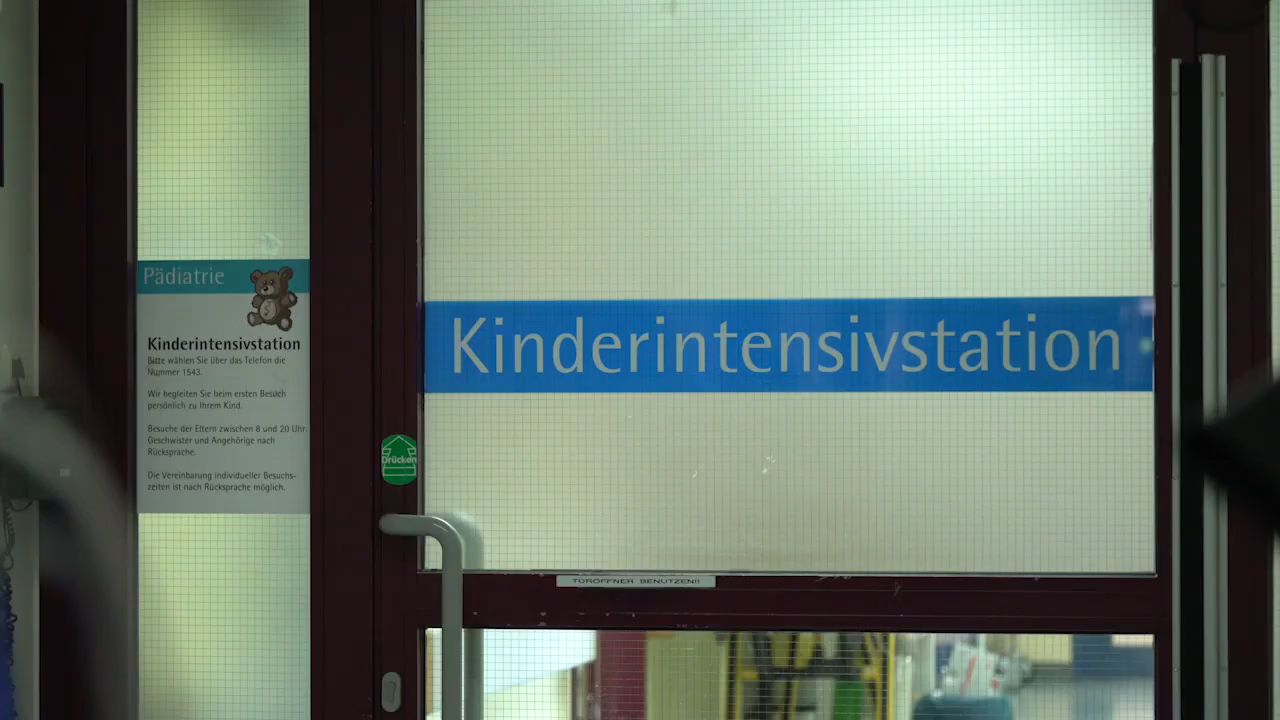 Pädiatrie
Kinderintensivstation
Bitte wählen Sie über das Telefon die
Nummer 1543.
Wir begleiten Sie beim ersten Besuch
persönlich zu Ihrem Kind.
Besuche der Eltern zwischen 8 und 20 Uhr.
Geschwister und Angehörige nach
Rücksprache.
Die Vereinbarung individueller Besuchs-
zeiten ist nach Rücksprache möglich.
Drücken
Kinderintensivstation
TÜRÖFFNER BENUTZEN!!